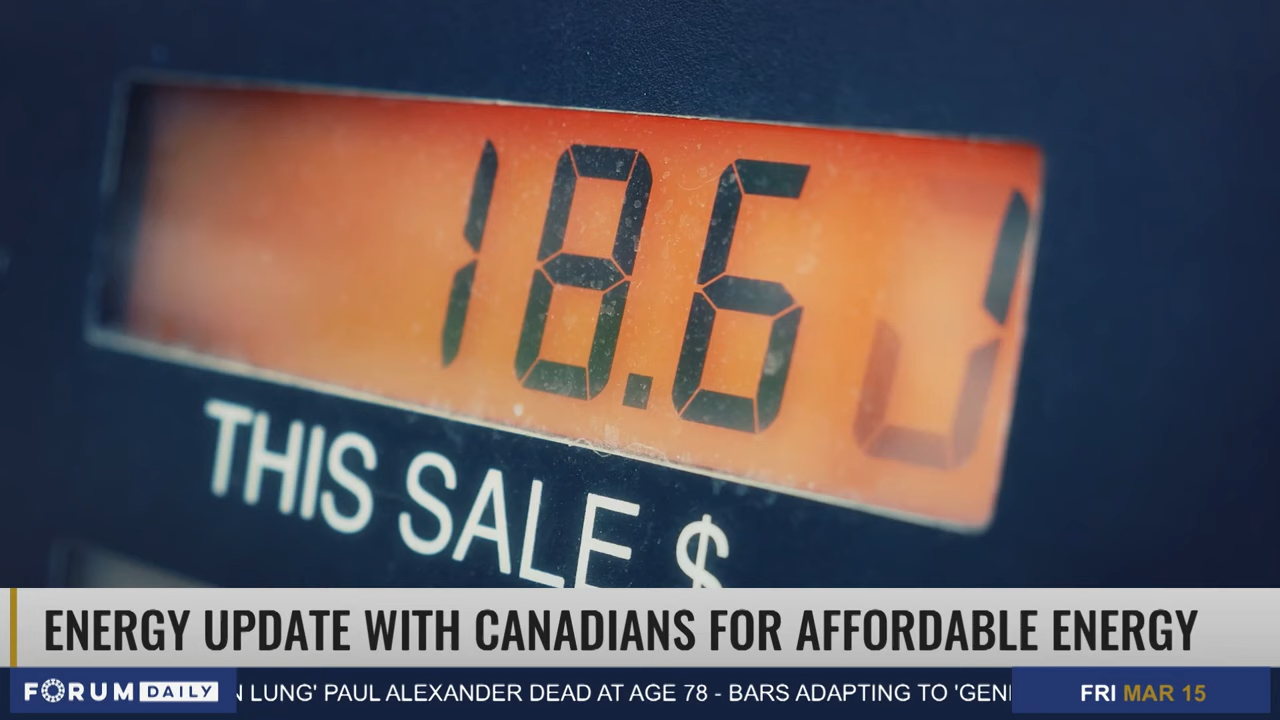 18.6
THIS SALE $
ENERGY UPDATE WITH CANADIANS FOR AFFORDABLE ENERGY
FORUM DAILY
LUNG' PAUL ALEXANDER DEAD AT AGE 78 - BARS ADAPTING TO
FRI MAR 15